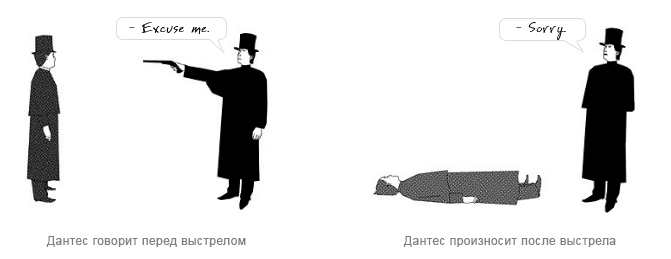 - Excuse me.
- Sorry
Дантес говорит перед выстрелом
Дантес произносит после выстрела